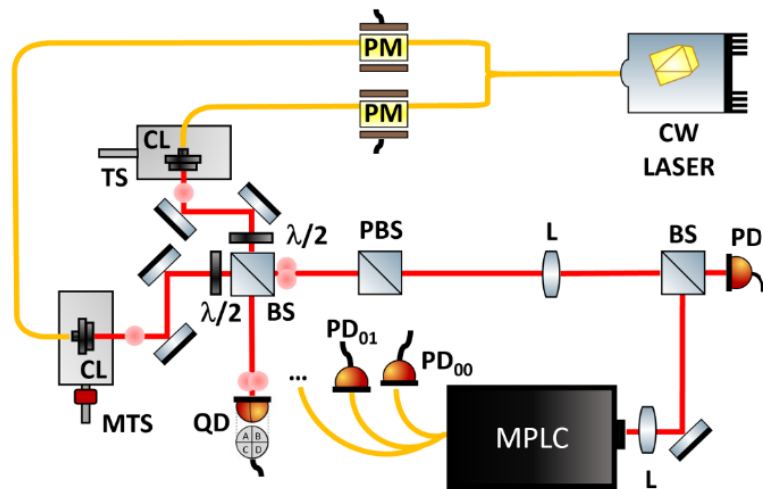 PM
PM
CW
LASER
CL
TS
λ/2
PBS
L
BS
PD
λ/2
BS
CL
MTS
QD
A B
C D
...
PD01
PD00
MPLC
L